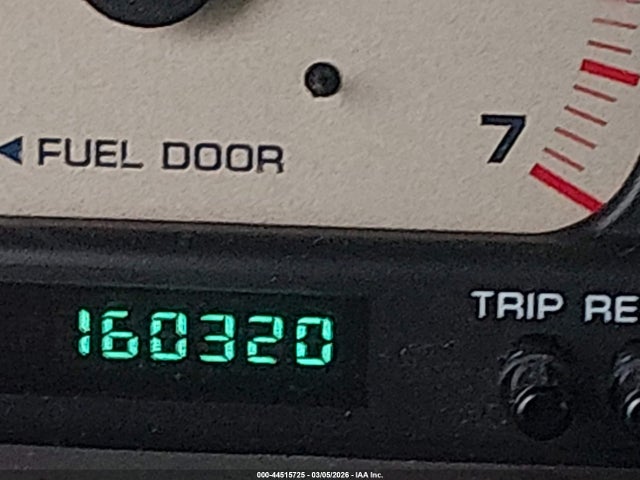 7
◄ FUEL DOOR
TRIP RE
160320
000-44515725 - 03/05/2026 - IAA Inc.